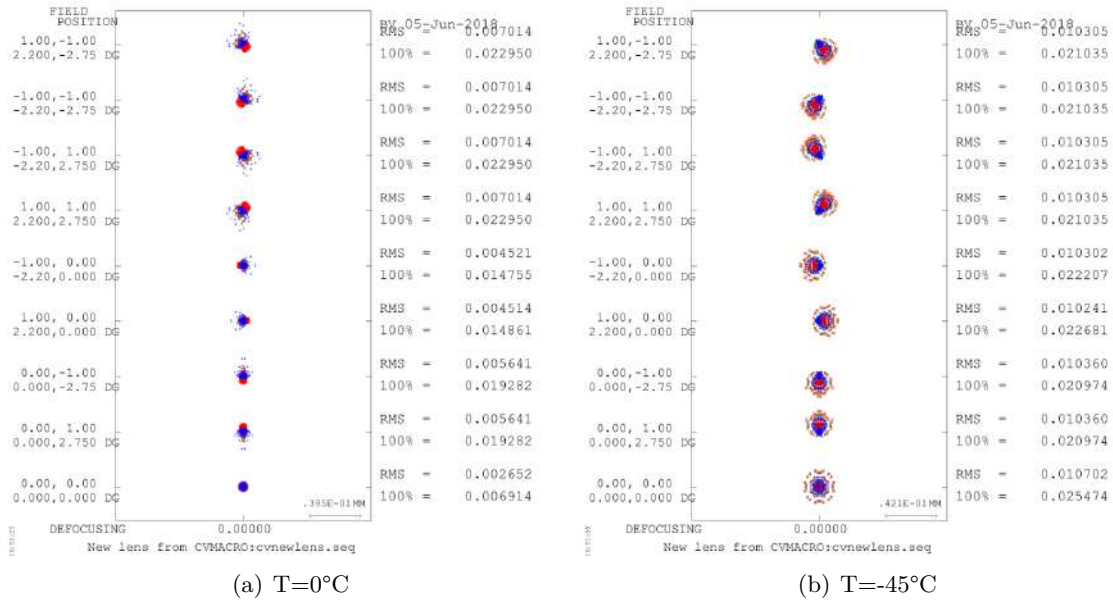 FIELD
POSITION
BV 05-Jun-2018
1.00,-1.00
2.200,-2.75 DG
RMS = 0.007014
100% = 0.022950
-1.00,-1.00
-2.20,-2.75 DG
RMS = 0.007014
100% = 0.022950
-1.00, 1.00
-2.20,2.750 DG
RMS = 0.007014
100% = 0.022950
1.00, 1.00
2.200,2.750 DG
RMS = 0.007014
100% = 0.022950
-1.00, 0.00
-2.20,0.000 DG
RMS = 0.004521
100% = 0.014755
1.00, 0.00
2.200,0.000 DG
RMS = 0.004514
100% = 0.014861
0.00,-1.00
0.000,-2.75 DG
RMS = 0.005641
100% = 0.019282
0.00, 1.00
0.000,2.750 DG
RMS = 0.005641
100% = 0.019282
0.00, 0.00
0.000,0.000 DG
RMS = 0.002652
100% = 0.006914
.395E-01MM
DEFOCUSING 0.00000
New lens from CVMACRO:cvnewlens.seq
(a) T=0°C
FIELD
POSITION
BV 05-Jun-2018
1.00,-1.00
2.200,-2.75 DG
RMS = 0.010305
100% = 0.021035
-1.00,-1.00
-2.20,-2.75 DG
RMS = 0.010305
100% = 0.021035
-1.00, 1.00
-2.20,2.750 DG
RMS = 0.010305
100% = 0.021035
1.00, 1.00
2.200,2.750 DG
RMS = 0.010305
100% = 0.021035
-1.00, 0.00
-2.20,0.000 DG
RMS = 0.010302
100% = 0.022207
1.00, 0.00
2.200,0.000 DG
RMS = 0.010241
100% = 0.022681
0.00,-1.00
0.000,-2.75 DG
RMS = 0.010360
100% = 0.020974
0.00, 1.00
0.000,2.750 DG
RMS = 0.010360
100% = 0.020974
0.00, 0.00
0.000,0.000 DG
RMS = 0.010702
100% = 0.025474
.421E-01MM
DEFOCUSING 0.00000
New lens from CVMACRO:cvnewlens.seq
(b) T=-45°C